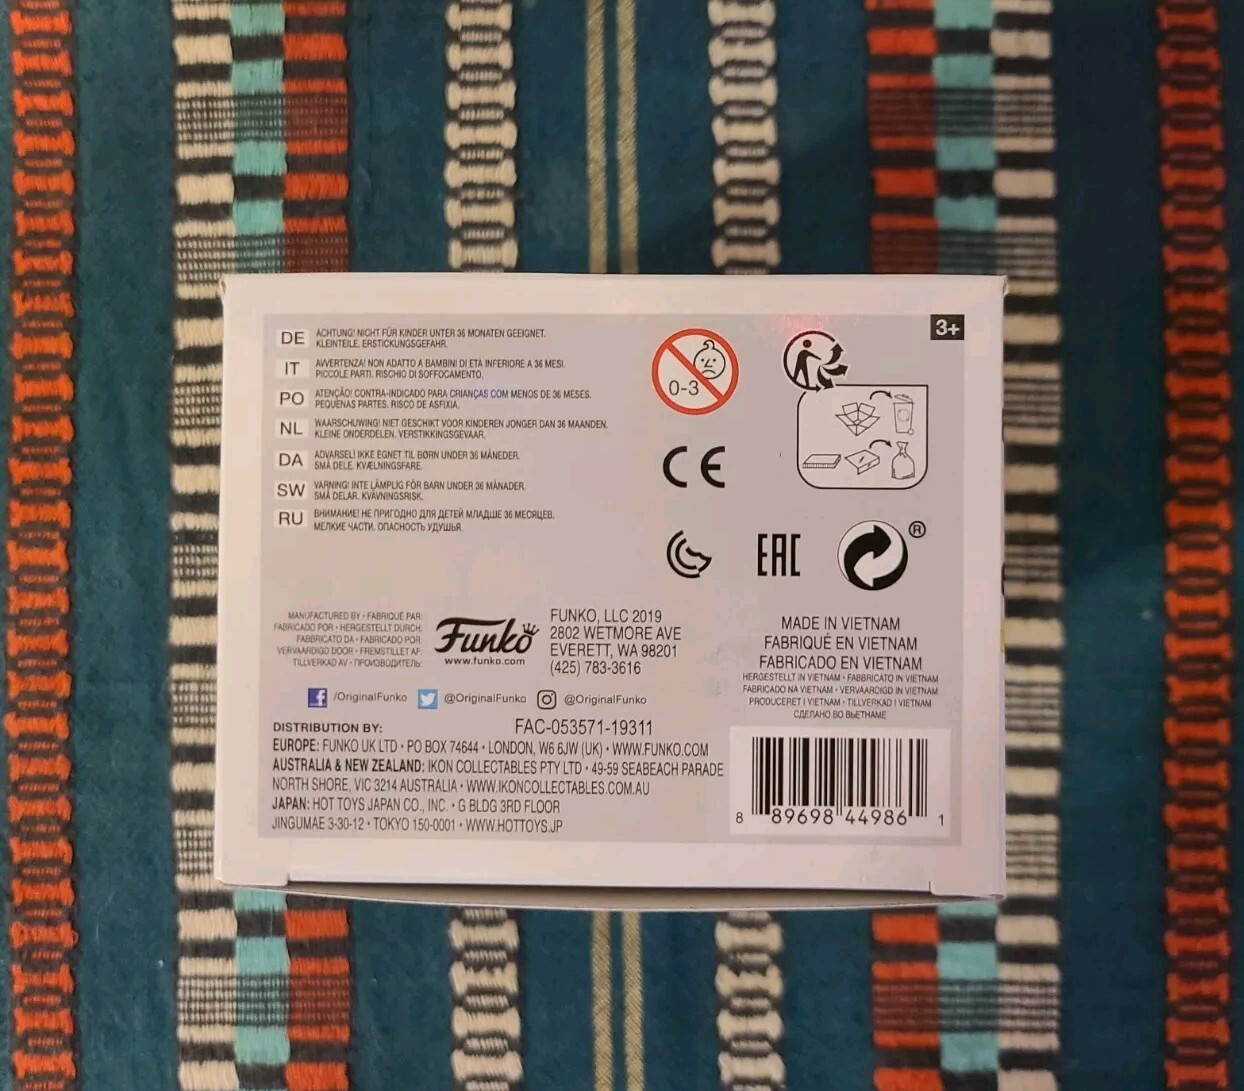 3+
DE ACHTUNG! NICHT FÜR KINDER UNTER 36 MONATEN GEEIGNET.
KLEINTEILE. ERSTICKUNGSGEFAHR.
IT AVVERTENZA! NON ADATTO A BAMBINI DI ETÀ INFERIORE A 36 MESI.
PICCOLE PARTI. RISCHIO DI SOFFOCAMENTO.
PO ATENÇÃO! CONTRA-INDICADO PARA CRIANÇAS COM MENOS DE 36 MESES.
PEQUENAS PARTES. RISCO DE ASFIXIA.
NL WAARSCHUWING! NIET GESCHIKT VOOR KINDEREN JONGER DAN 36 MAANDEN.
KLEINE ONDERDELEN. VERSTIKKINGSGEVAAR.
DA ADVARSEL! IKKE EGNET TIL BØRN UNDER 36 MÅNEDER.
SMÅ DELE. KVÆLNINGSFARE.
SW VARNING! INTE LÄMPLIG FÖR BARN UNDER 36 MÅNADER.
SMÅ DELAR. KVÄVNINGSRISK.
RU ВНИМАНИЕ! НЕ ПРИГОДНО ДЛЯ ДЕТЕЙ МЛАДШЕ 36 МЕСЯЦЕВ.
МЕЛКИЕ ЧАСТИ. ОПАСНОСТЬ УДУШЬЯ.
0-3
CE
EAC
®
MANUFACTURED BY • FABRIQUÉ PAR:
FABRICADO POR • HERGESTELLT DURCH:
FABBRICATO DA • FABRICADO POR:
VERVAARDIGD DOOR • FREMSTILLET AF:
TILLVERKAD AV • ПРОИЗВОДИТЕЛЬ:
Funko
www.funko.com
FUNKO, LLC 2019
2802 WETMORE AVE
EVERETT, WA 98201
(425) 783-3616
MADE IN VIETNAM
FABRIQUÉ EN VIETNAM
FABRICADO EN VIETNAM
HERGESTELLT IN VIETNAM • FABBRICATO IN VIETNAM
FABRICADO NA VIETNAM • VERVAARDIGD IN VIETNAM
PRODUCERET I VIETNAM • TILLVERKAD I VIETNAM
СДЕЛАНО ВО ВЬЕТНАМЕ
/OriginalFunko @OriginalFunko @OriginalFunko
DISTRIBUTION BY: FAC-053571-19311
EUROPE: FUNKO UK LTD • PO BOX 74644 • LONDON, W6 6JW (UK) • WWW.FUNKO.COM
AUSTRALIA & NEW ZEALAND: IKON COLLECTABLES PTY LTD • 49-59 SEABEACH PARADE
NORTH SHORE, VIC 3214 AUSTRALIA • WWW.IKONCOLLECTABLES.COM.AU
JAPAN: HOT TOYS JAPAN CO., INC. • G BLDG 3RD FLOOR
JINGUMAE 3-30-12 • TOKYO 150-0001 • WWW.HOTTOYS.JP
8 89698 44986 1